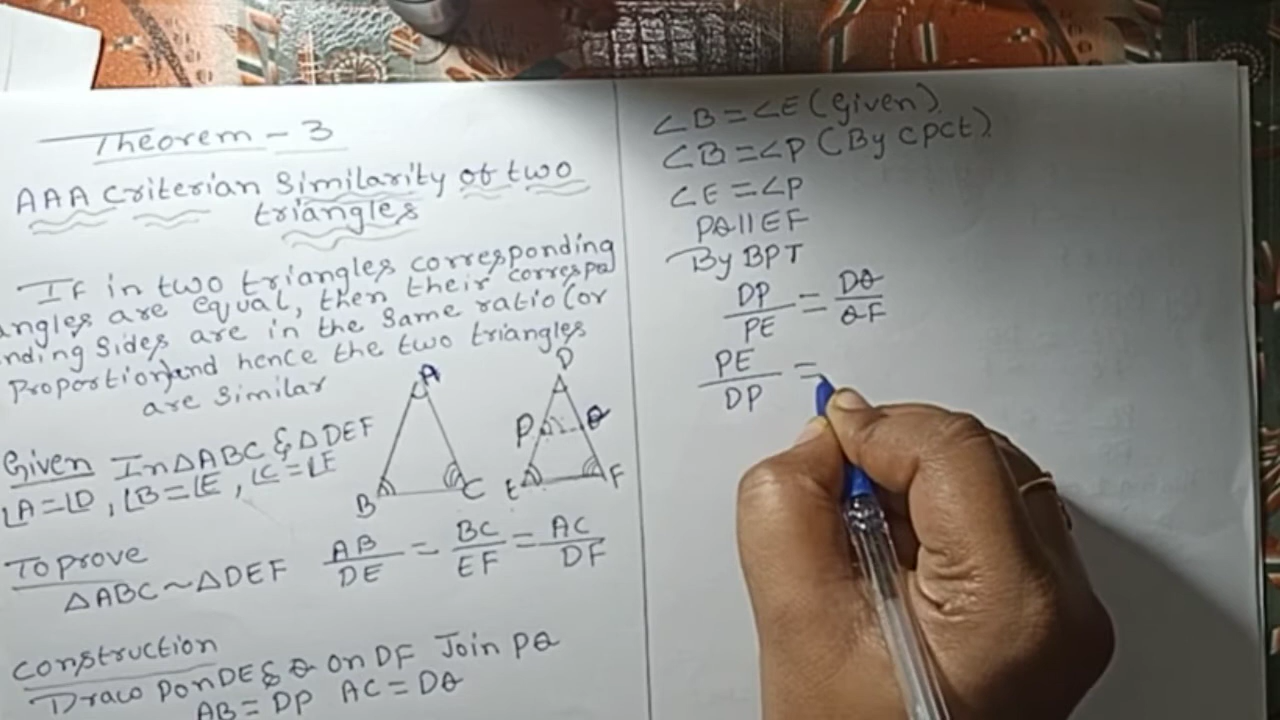 Theorem - 3
AAA Criterian Similarity of two
triangles
If in two triangles corresponding
angles are equal, then their correspo
nding sides are in the same ratio (or
proportion) and hence the two triangles
are similar
Given In △ABC & △DEF
∠A=∠D, ∠B=∠E, ∠C=∠F
A
B
C
D
P
Q
E
F
To prove
△ABC ~ △DEF AB/DE = BC/EF = AC/DF
Construction
Draw P on DE & Q on DF Join PQ
AB = DP AC = DQ
∠B = ∠E (Given)
∠B = ∠P (By CPCT)
∠E = ∠P
PQ || EF
By BPT
DP/PE = DQ/QF
PE/DP =